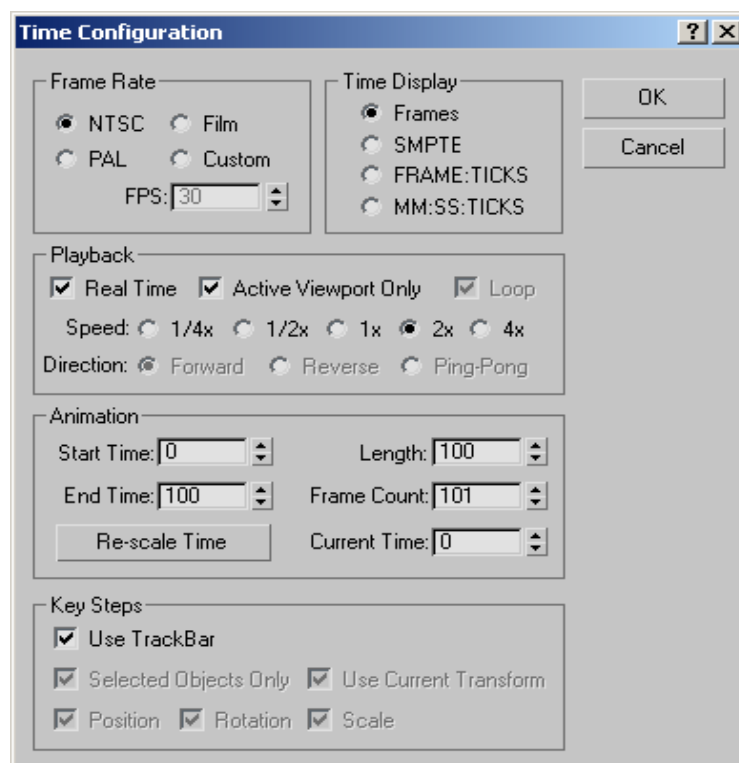 Time Configuration
Frame Rate
NTSC Film
PAL Custom
FPS: 30
Time Display
Frames
SMPTE
FRAME:TICKS
MM:SS:TICKS
OK
Cancel
Playback
Real Time Active Viewport Only Loop
Speed: 1/4x 1/2x 1x 2x 4x
Direction: Forward Reverse Ping-Pong
Animation
Start Time: 0 Length: 100
End Time: 100 Frame Count: 101
Re-scale Time Current Time: 0
Key Steps
Use TrackBar
Selected Objects Only Use Current Transform
Position Rotation Scale